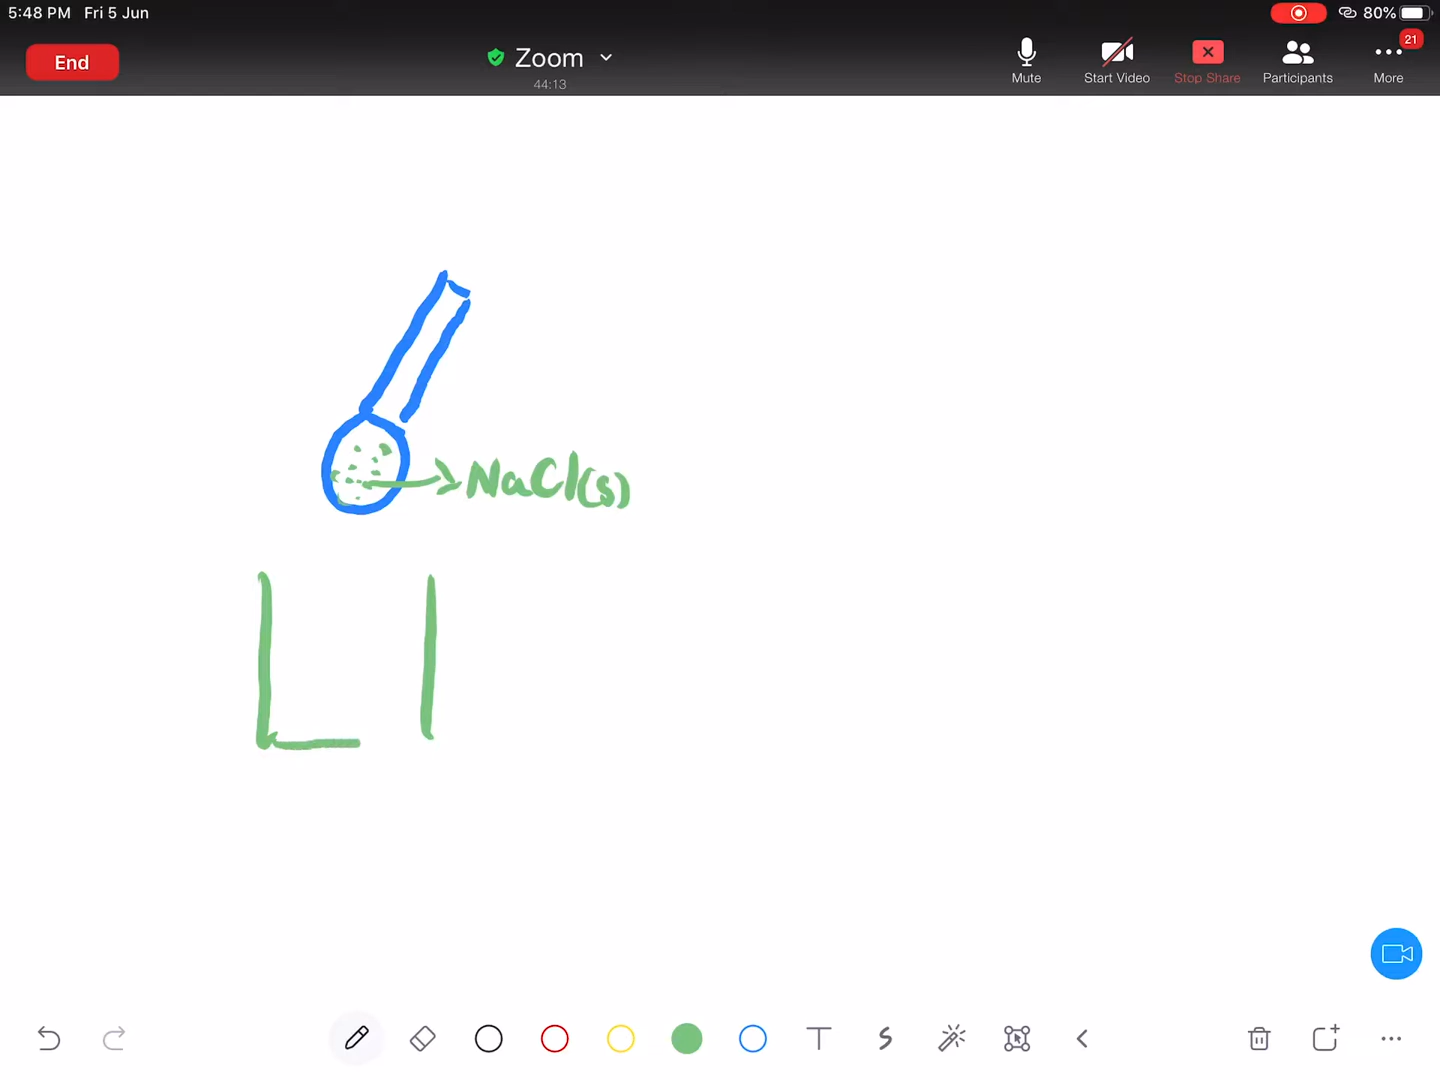 5:48 PM Fri 5 Jun
80%
End
Zoom
44:13
Mute
Start Video
Stop Share
Participants
21
More
NaCl(s)